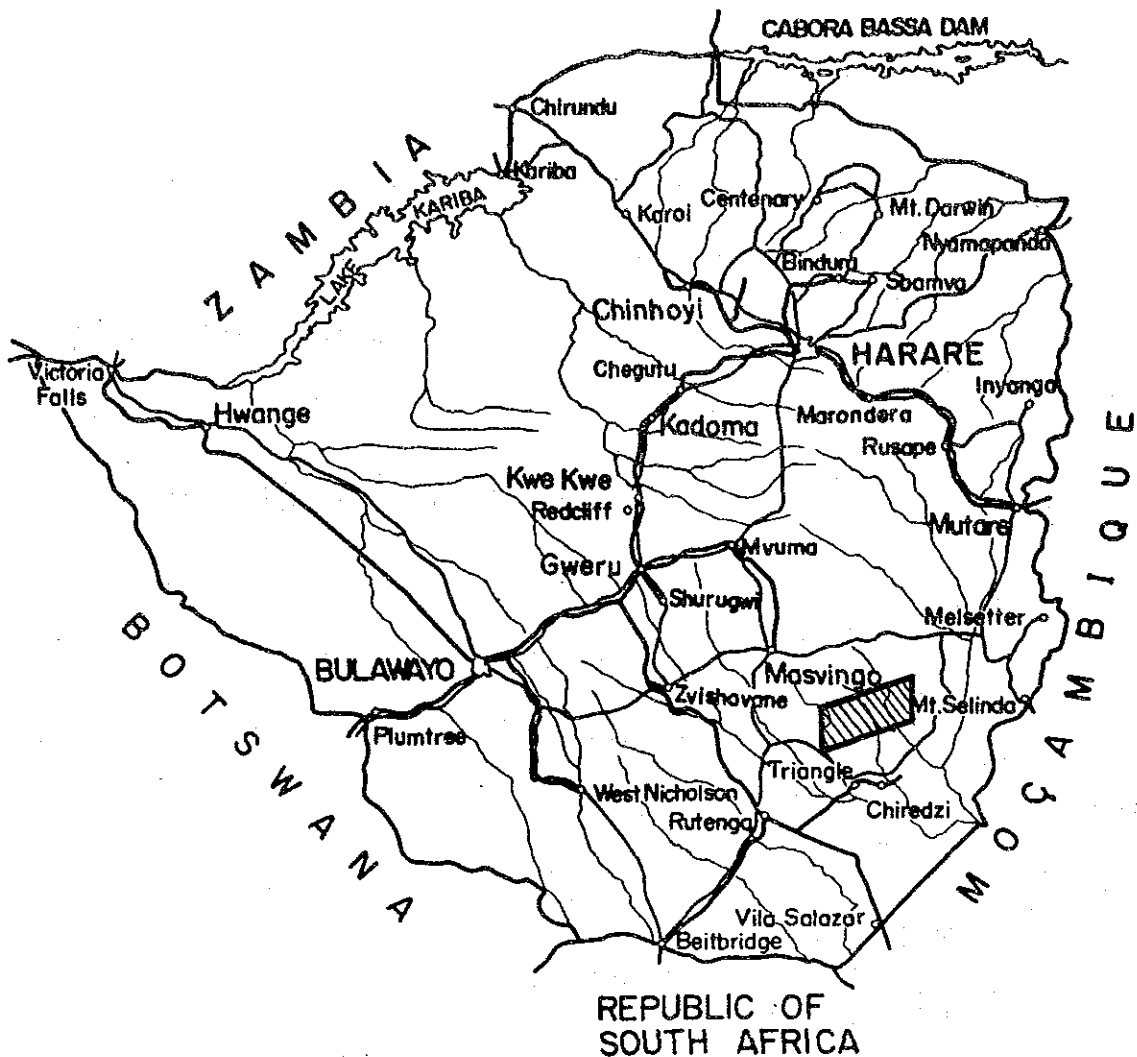 CABORA BASSA DAM
Chirundu
ZAMBIA
Kariba
LAKE KARIBA
Karoi
Centenary
Mt. Darwin
Nyamapanda
Bindura
Shamva
Chinhoyi
HARARE
Victoria
Falls
Hwange
Chegutu
Inyanga
Kadoma
Marondera
Rusape
Kwe Kwe
Redcliff
Mutare
MOÇAMBIQUE
Gweru
Mvuma
Shurugwi
Melsetter
BOTSWANA
BULAWAYO
Masvingo
Zvishavane
Mt. Selinda
Plumtree
Triangle
West Nicholson
Chiredzi
Rutenga
Vila Salazar
Beitbridge
REPUBLIC OF
SOUTH AFRICA